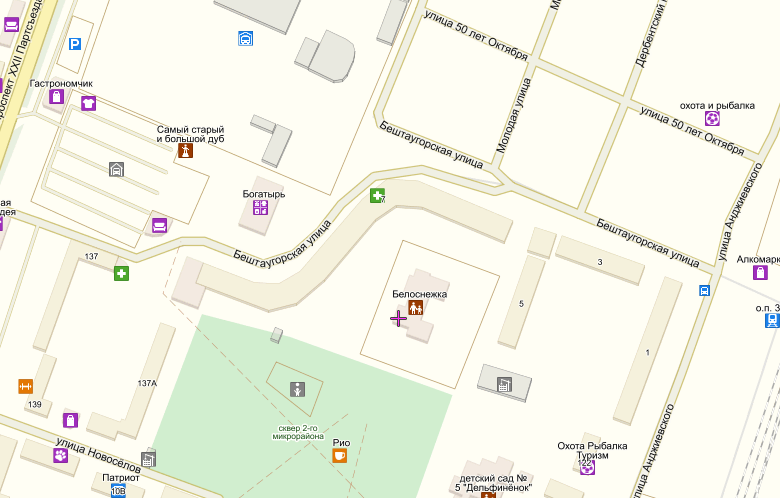 улица 50 лет Октября
Дербентский
проспект XXII Партсъезда
Гастрономчик
P
Молодая улица
охота и рыбалка
улица 50 лет Октября
Самый старый
и большой дуб
Бештаугорская улица
улица Анджиевского
Богатырь
7
Бештаугорская улица
Бештаугорская улица
137
3
Алкомарк
Белоснежка
5
о.п. 3
1
137А
139
сквер 2-го
микрорайона
Рио
улица Новосёлов
улица Анджиевского
Охота Рыбалка
Туризм
122
Патриот
10В
детский сад №
5 "Дельфинёнок"